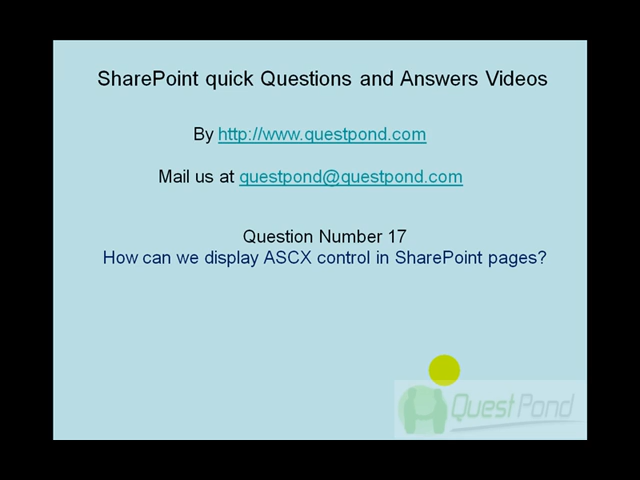 SharePoint quick Questions and Answers Videos
By http://www.questpond.com
Mail us at questpond@questpond.com
Question Number 17
How can we display ASCX control in SharePoint pages?
QuestPond